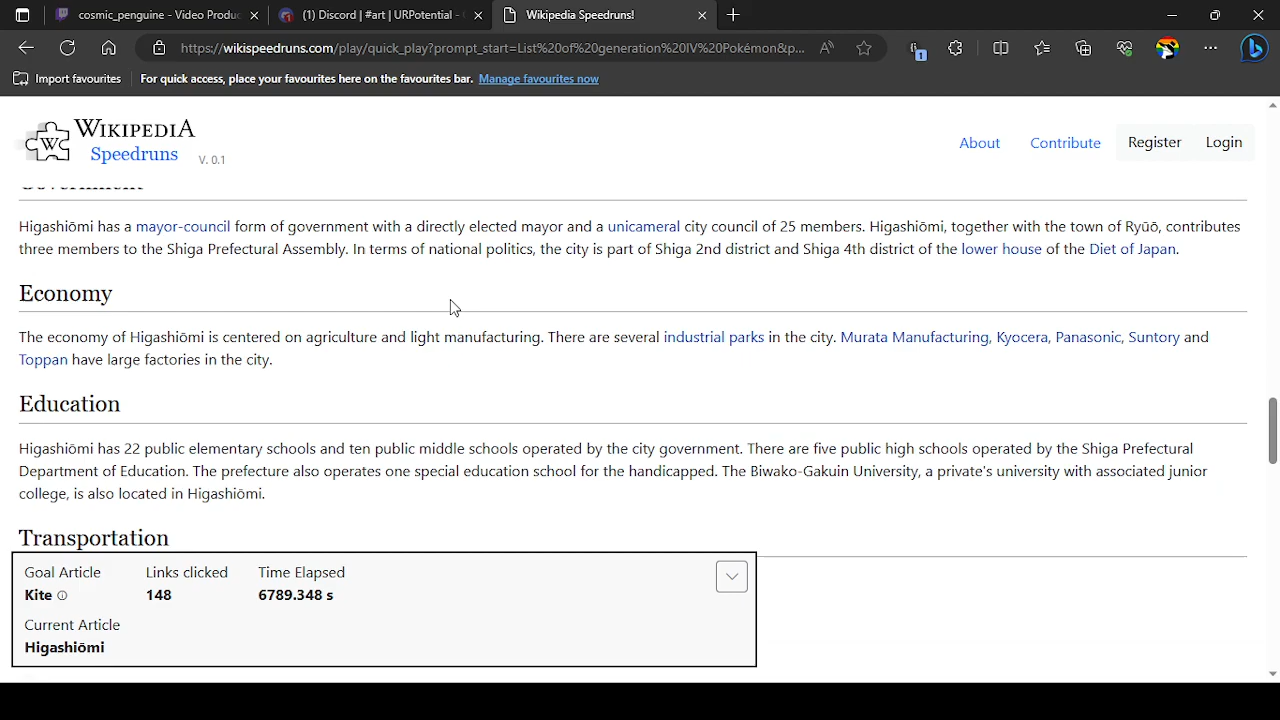 cosmic_penguine - Video Produc
(1) Discord | #art | URPotential -
Wikipedia Speedruns!
https://wikispeedruns.com/play/quick_play?prompt_start=List%20of%20generation%20IV%20Pokémon&p...
1
Import favourites
For quick access, place your favourites here on the favourites bar. Manage favourites now
W
WIKIPEDIA
Speedruns
V. 0.1
About
Contribute
Register
Login
Government
Higashiōmi has a mayor-council form of government with a directly elected mayor and a unicameral city council of 25 members. Higashiōmi, together with the town of Ryūō, contributes
three members to the Shiga Prefectural Assembly. In terms of national politics, the city is part of Shiga 2nd district and Shiga 4th district of the lower house of the Diet of Japan.
Economy
The economy of Higashiōmi is centered on agriculture and light manufacturing. There are several industrial parks in the city. Murata Manufacturing, Kyocera, Panasonic, Suntory and
Toppan have large factories in the city.
Education
Higashiōmi has 22 public elementary schools and ten public middle schools operated by the city government. There are five public high schools operated by the Shiga Prefectural
Department of Education. The prefecture also operates one special education school for the handicapped. The Biwako-Gakuin University, a private's university with associated junior
college, is also located in Higashiōmi.
Transportation
Goal Article
Links clicked
Time Elapsed
Kite
148
6789.348 s
Current Article
Higashiōmi